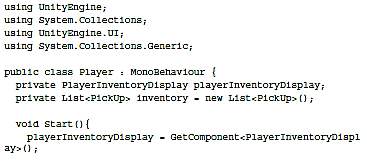 using UnityEngine;
using System.Collections;
using UnityEngine.UI;
using System.Collections.Generic;
public class Player : MonoBehaviour {
private PlayerInventoryDisplay playerInventoryDisplay;
private List<PickUp> inventory = new List<PickUp>();
void Start(){
playerInventoryDisplay = GetComponent<PlayerInventoryDispl
ay>();